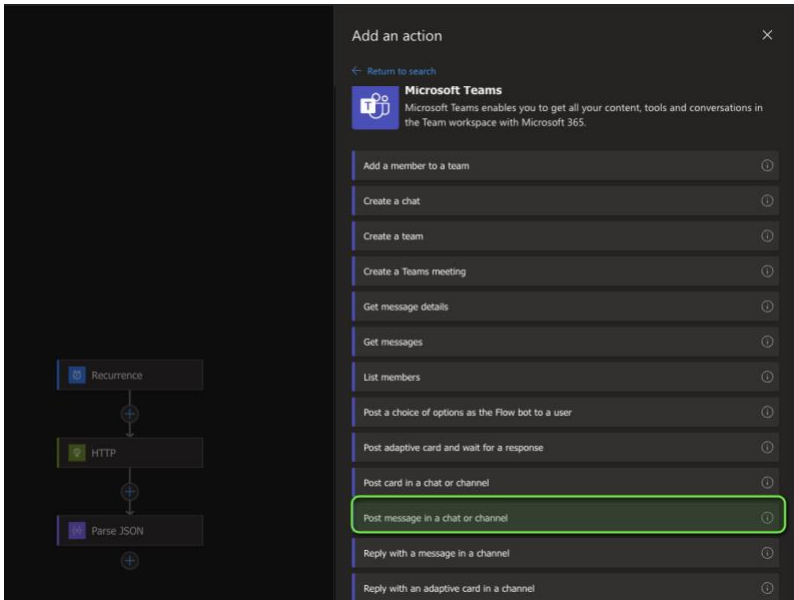 Add an action
Return to search
Microsoft Teams
Microsoft Teams enables you to get all your content, tools and conversations in
the Team workspace with Microsoft 365.
Add a member to a team
Create a chat
Create a team
Create a Teams meeting
Get message details
Get messages
List members
Post a choice of options as the Flow bot to a user
Post adaptive card and wait for a response
Post card in a chat or channel
Post message in a chat or channel
Reply with a message in a channel
Reply with an adaptive card in a channel
Recurrence
HTTP
Parse JSON